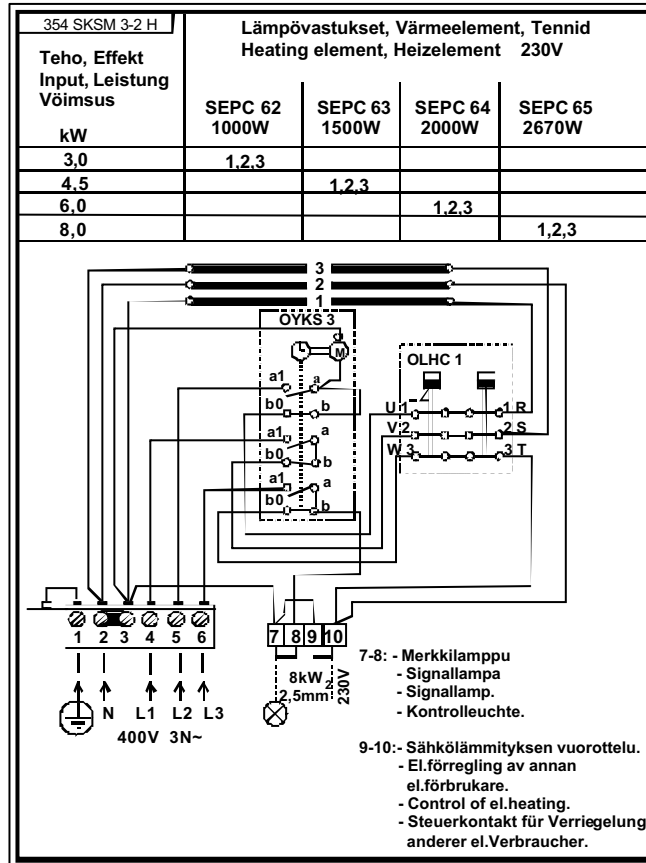 354 SKSM 3-2 H
Lämpövastukset, Värmeelement, Tennid
Heating element, Heizelement 230V
Teho, Effekt
Input, Leistung
Vöimsus
kW
SEPC 62
1000W
SEPC 63
1500W
SEPC 64
2000W
SEPC 65
2670W
3,0 1,2,3
4,5 1,2,3
6,0 1,2,3
8,0 1,2,3
3
2
1
OYKS 3
M
OLHC 1
a1 a
b0 b
a1 a
b0 b
a1 a
b0 b
U 1 1 R
V 2 2 S
W 3 3 T
1 2 3 4 5 6
7 8 9 10
N L1 L2 L3
400V 3N~
8kW
2,5mm2
230V
7-8: - Merkkilamppu
- Signallampa
- Signallamp.
- Kontrolleuchte.
9-10:- Sähkölämmityksen vuorottelu.
- El.förregling av annan
el.förbrukare.
- Control of el.heating.
- Steuerkontakt für Verriegelung
anderer el.Verbraucher.